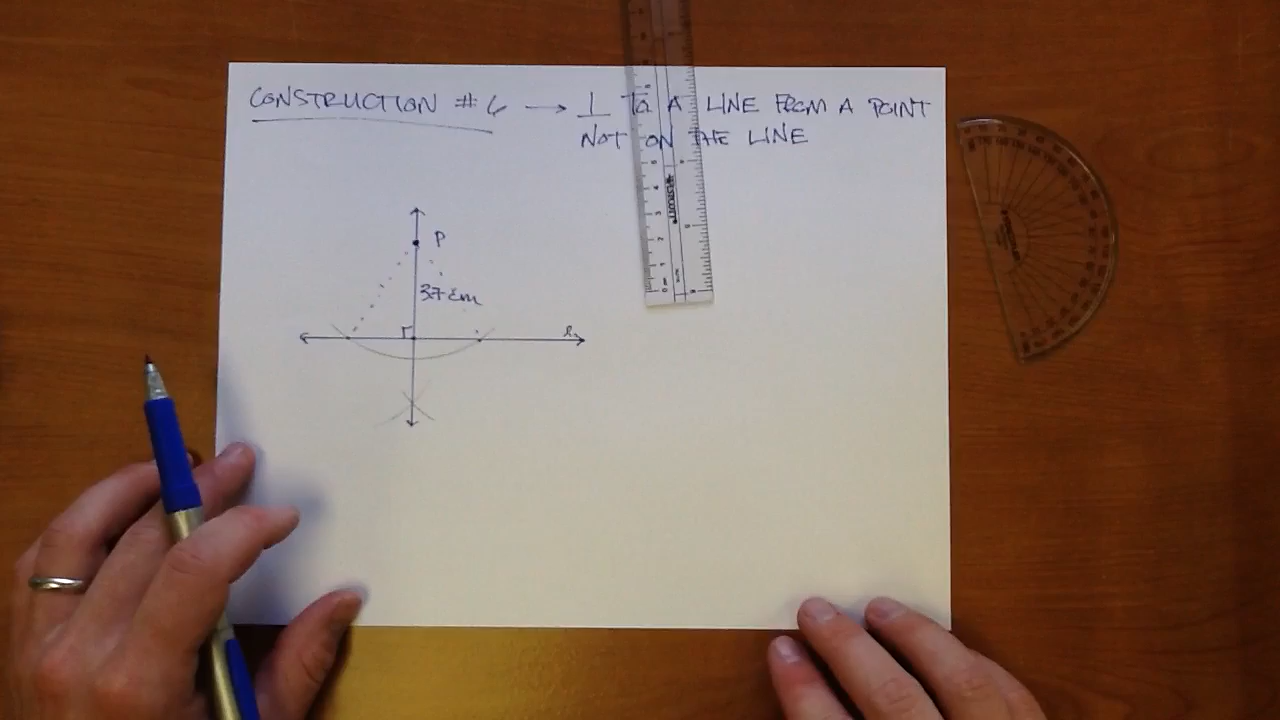 CONSTRUCTION #6 → ⊥ TO A LINE FROM A POINT
NOT ON THE LINE
P
3.7 cm
l